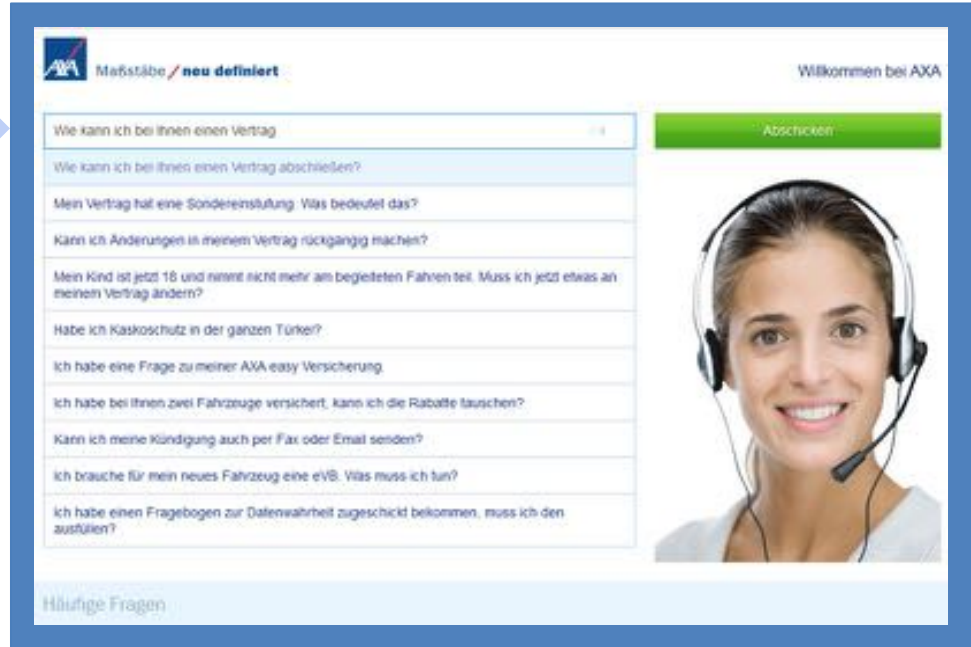 AXA
Maßstäbe / neu definiert
Willkommen bei AXA
Wie kann ich bei Ihnen einen Vertrag
Abschicken
Wie kann ich bei Ihnen einen Vertrag abschließen?
Mein Vertrag hat eine Sondereinstufung. Was bedeutet das?
Kann ich Änderungen in meinem Vertrag rückgängig machen?
Mein Kind ist jetzt 18 und nimmt nicht mehr am begleiteten Fahren teil. Muss ich jetzt etwas an
meinem Vertrag ändern?
Habe ich Kaskoschutz in der ganzen Türkei?
Ich habe eine Frage zu meiner AXA easy Versicherung.
Ich habe bei Ihnen zwei Fahrzeuge versichert, kann ich die Rabatte tauschen?
Kann ich meine Kündigung auch per Fax oder Email senden?
Ich brauche für mein neues Fahrzeug eine eVB. Was muss ich tun?
Ich habe einen Fragebogen zur Datenwahrheit zugeschickt bekommen, muss ich den
ausfüllen?
Häufige Fragen